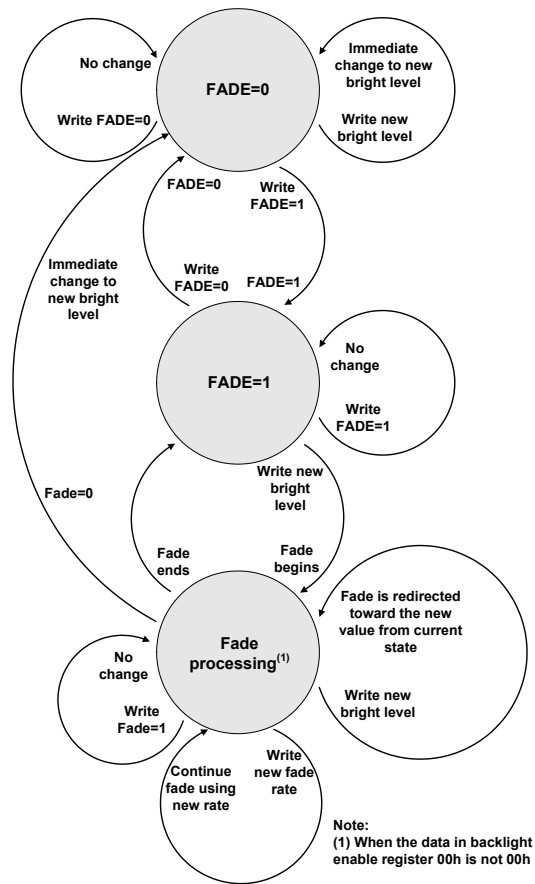 No change
Write FADE=0
FADE=0
Immediate
change to new
bright level
Write new
bright level
FADE=0
Write
FADE=1
Immediate
change to
new bright
level
Write
FADE=0
FADE=1
FADE=1
No
change
Write
FADE=1
Fade=0
Write new
bright
level
Fade
ends
Fade
begins
Fade
processing(1)
Fade is redirected
toward the new
value from current
state
Write new
bright level
No
change
Write
Fade=1
Continue
fade using
new rate
Write
new fade
rate
Note:
(1) When the data in backlight
enable register 00h is not 00h